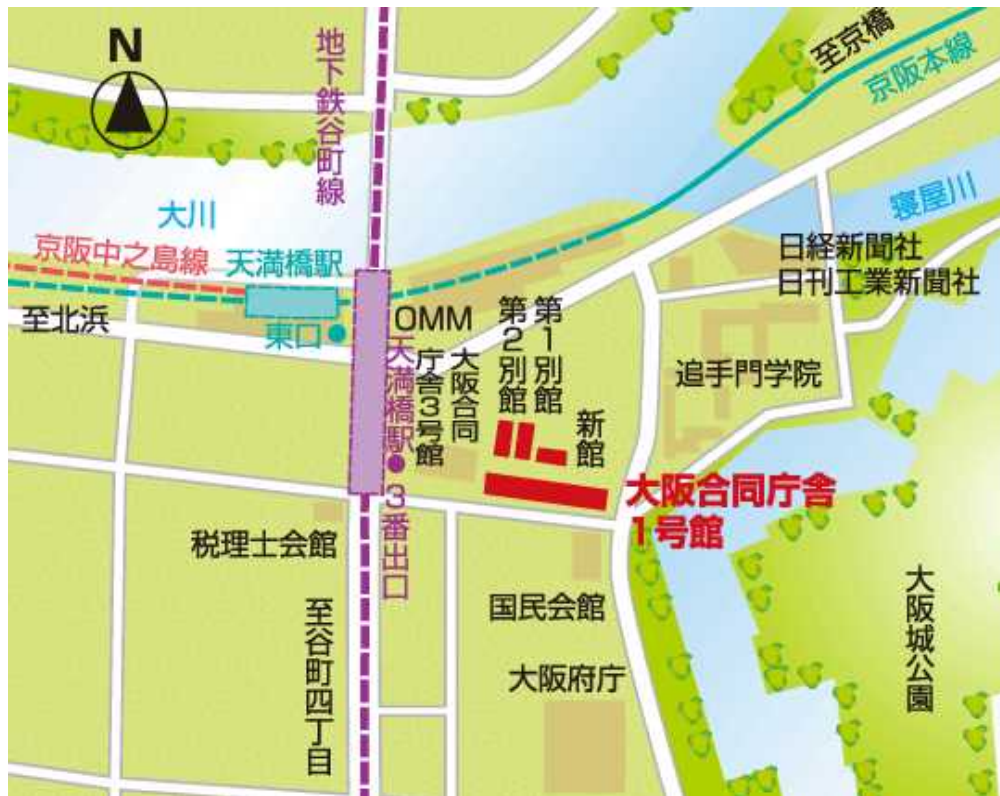 N
地下鉄谷町線
至京橋
京阪本線
大川
寝屋川
京阪中之島線
天満橋駅
日経新聞社
日刊工業新聞社
至北浜
東口
OMM
天満橋駅
3番出口
大阪合同
庁舎3号館
第2別館
第1別館
新館
追手門学院
大阪合同庁舎
1号館
税理士会館
国民会館
大阪府庁
至谷町四丁目
大阪城公園